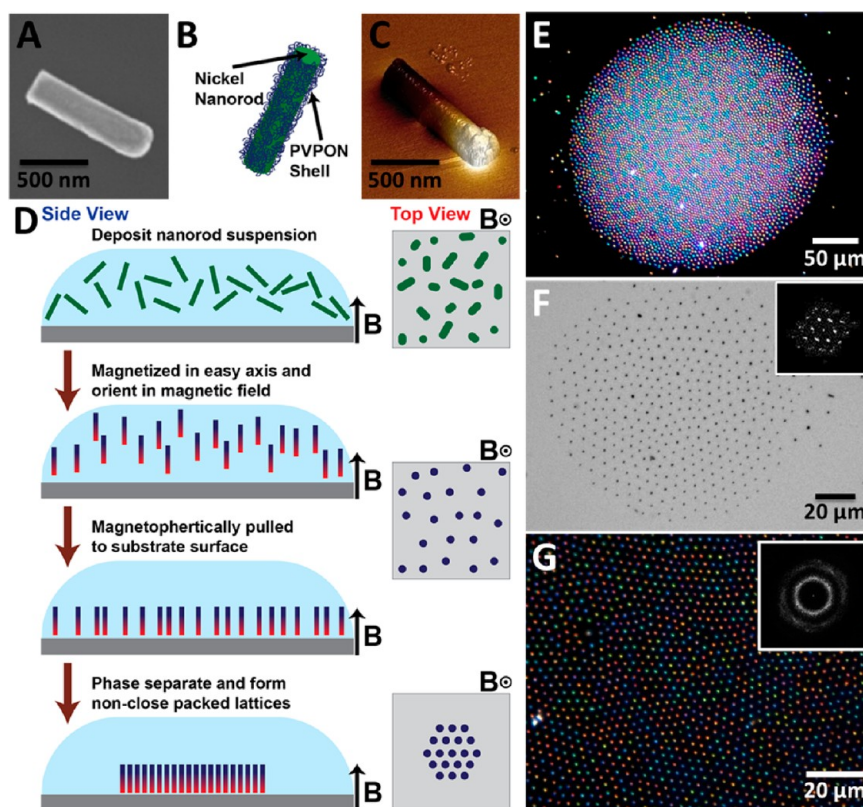 A
500 nm
B
Nickel
Nanorod
PVPON
Shell
C
500 nm
D
Side View
Top View
Deposit nanorod suspension
B
B⊙
Magnetized in easy axis and
orient in magnetic field
B
B⊙
Magnetophertically pulled
to substrate surface
B
Phase separate and form
non-close packed lattices
B
B⊙
E
50 μm
F
20 μm
G
20 μm